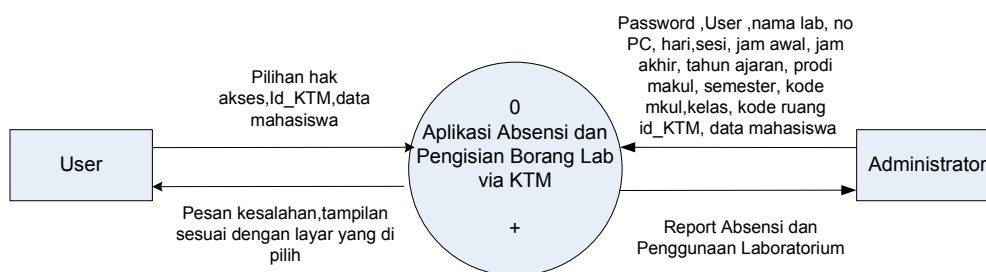 Password ,User ,nama lab, no
PC, hari,sesi, jam awal, jam
akhir, tahun ajaran, prodi
makul, semester, kode
mkul,kelas, kode ruang
id_KTM, data mahasiswa
Pilihan hak
akses,Id_KTM,data
mahasiswa
0
Aplikasi Absensi dan
Pengisian Borang Lab
via KTM
+
User
Administrator
Pesan kesalahan,tampilan
sesuai dengan layar yang di
pilih
Report Absensi dan
Penggunaan Laboratorium